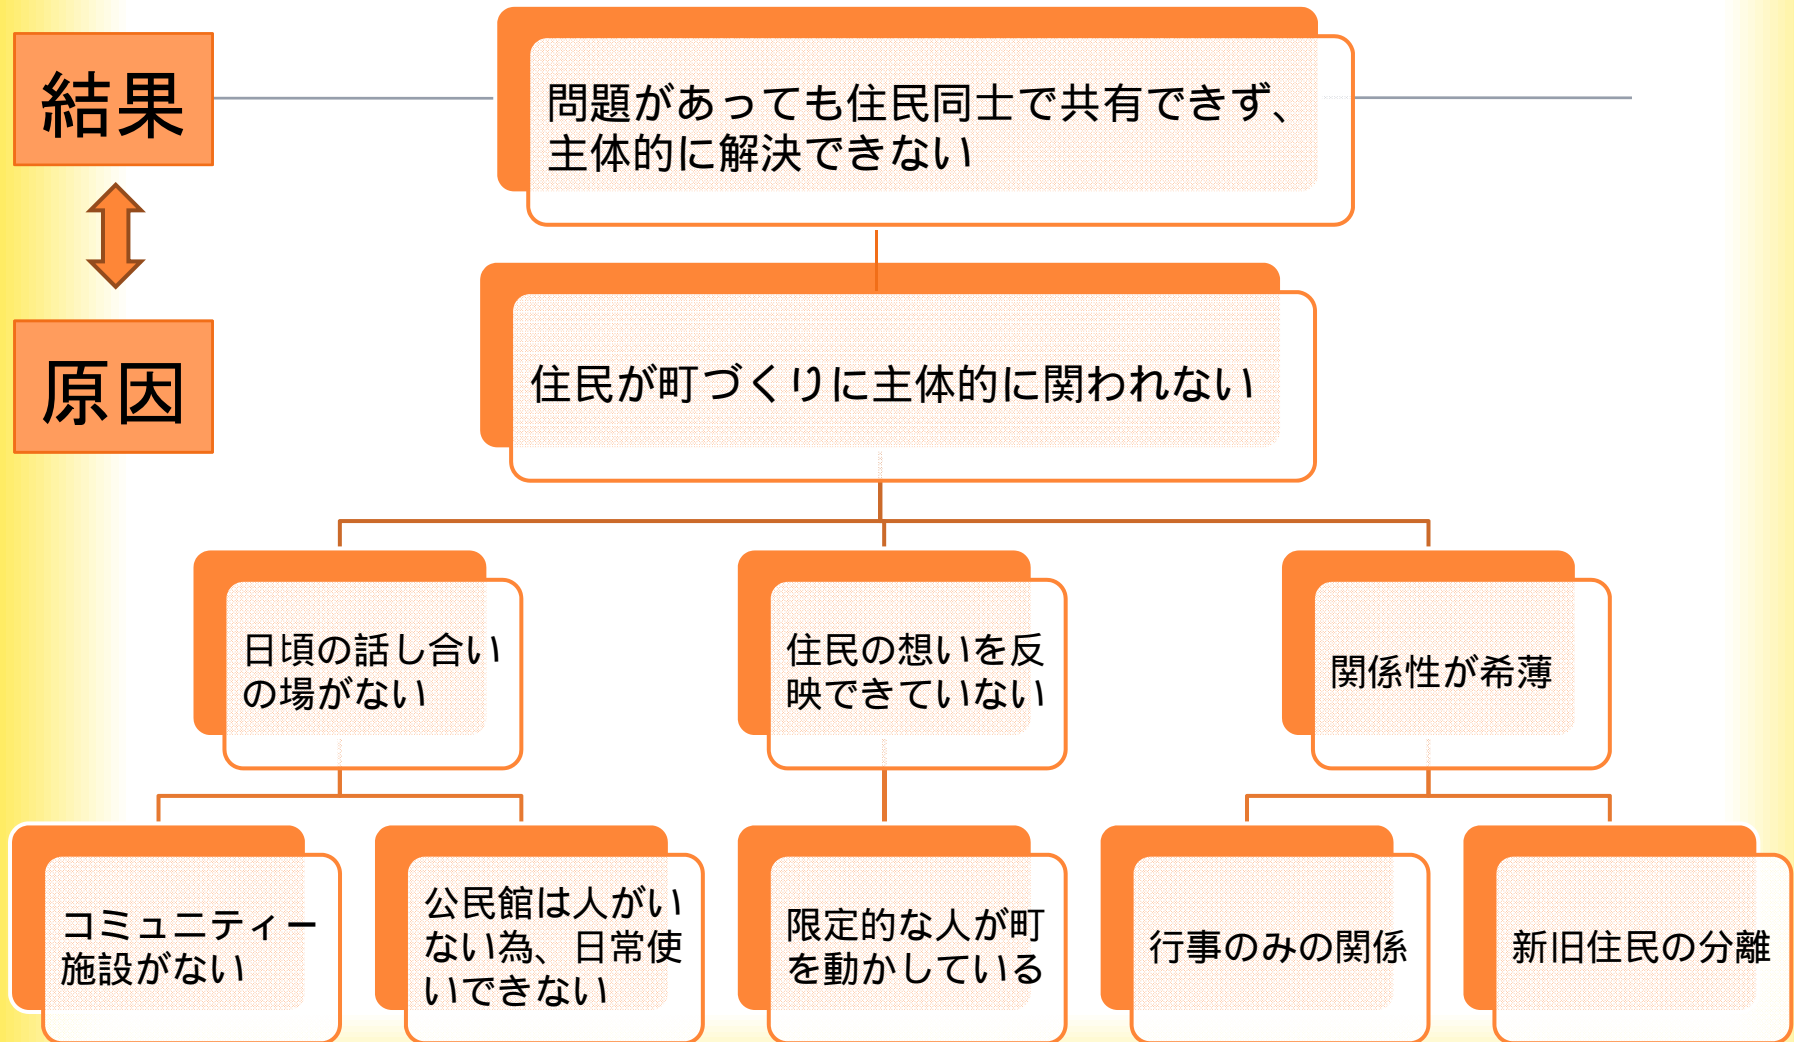 結果
問題があっても住民同士で共有できず、
主体的に解決できない
原因
住民が町づくりに主体的に関われない
日頃の話し合い
の場がない
住民の想いを反
映できていない
関係性が希薄
コミュニティー
施設がない
公民館は人がい
ない為、日常使
いできない
限定的な人が町
を動かしている
行事のみの関係
新旧住民の分離